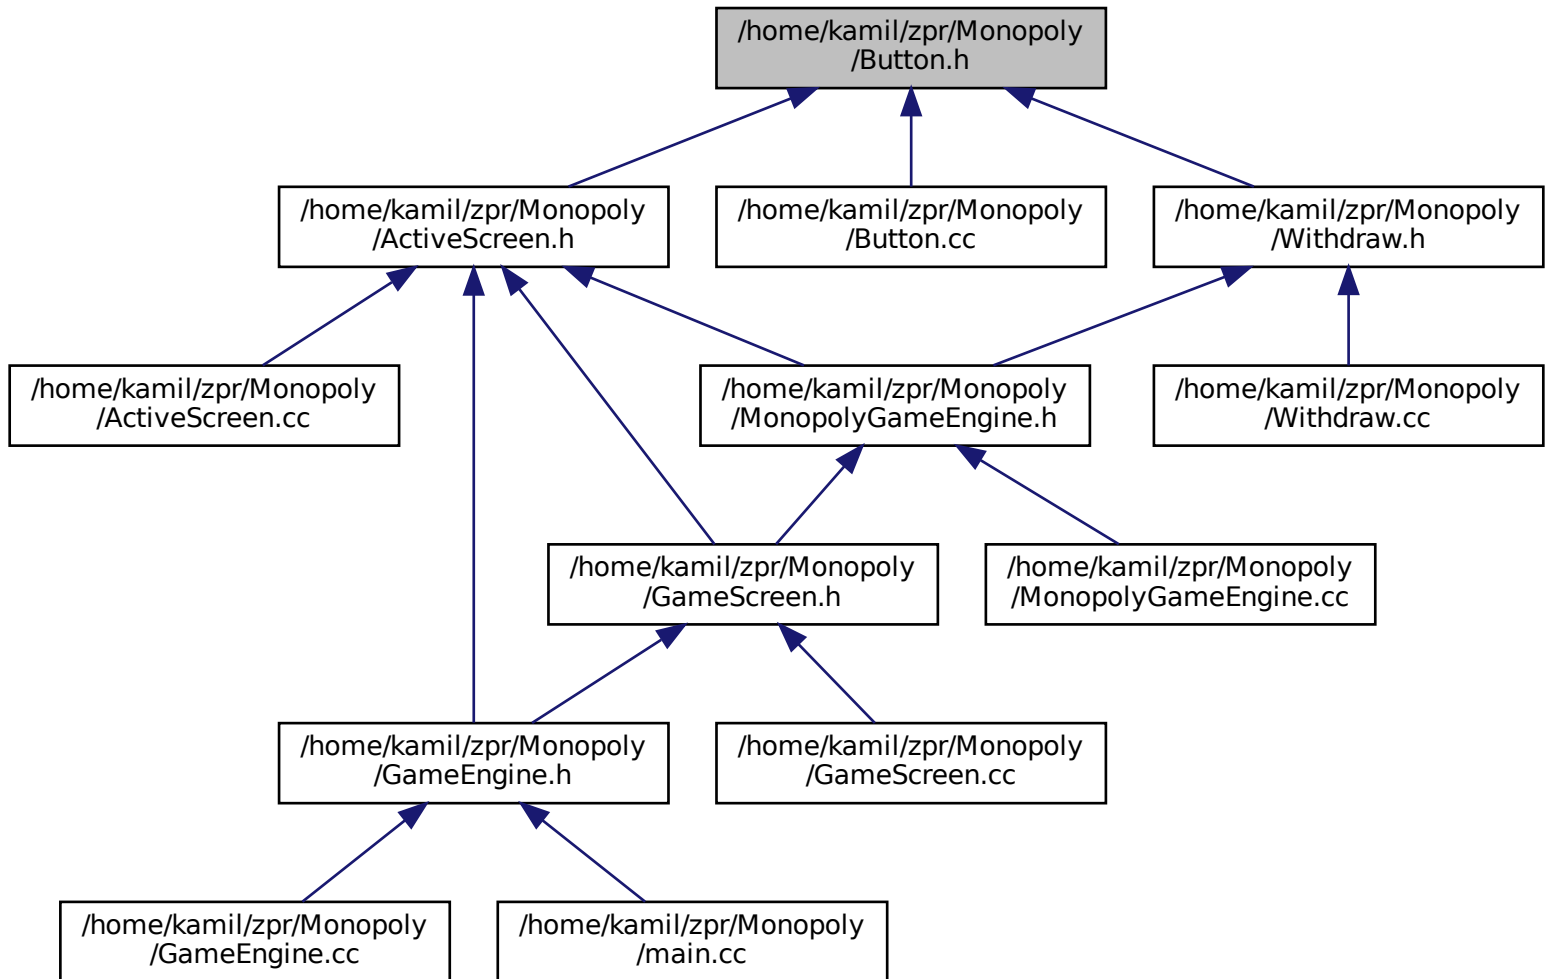 /home/kamil/zpr/Monopoly
/Button.h
/home/kamil/zpr/Monopoly
/ActiveScreen.h
/home/kamil/zpr/Monopoly
/Button.cc
/home/kamil/zpr/Monopoly
/Withdraw.h
/home/kamil/zpr/Monopoly
/ActiveScreen.cc
/home/kamil/zpr/Monopoly
/MonopolyGameEngine.h
/home/kamil/zpr/Monopoly
/Withdraw.cc
/home/kamil/zpr/Monopoly
/GameScreen.h
/home/kamil/zpr/Monopoly
/MonopolyGameEngine.cc
/home/kamil/zpr/Monopoly
/GameEngine.h
/home/kamil/zpr/Monopoly
/GameScreen.cc
/home/kamil/zpr/Monopoly
/GameEngine.cc
/home/kamil/zpr/Monopoly
/main.cc